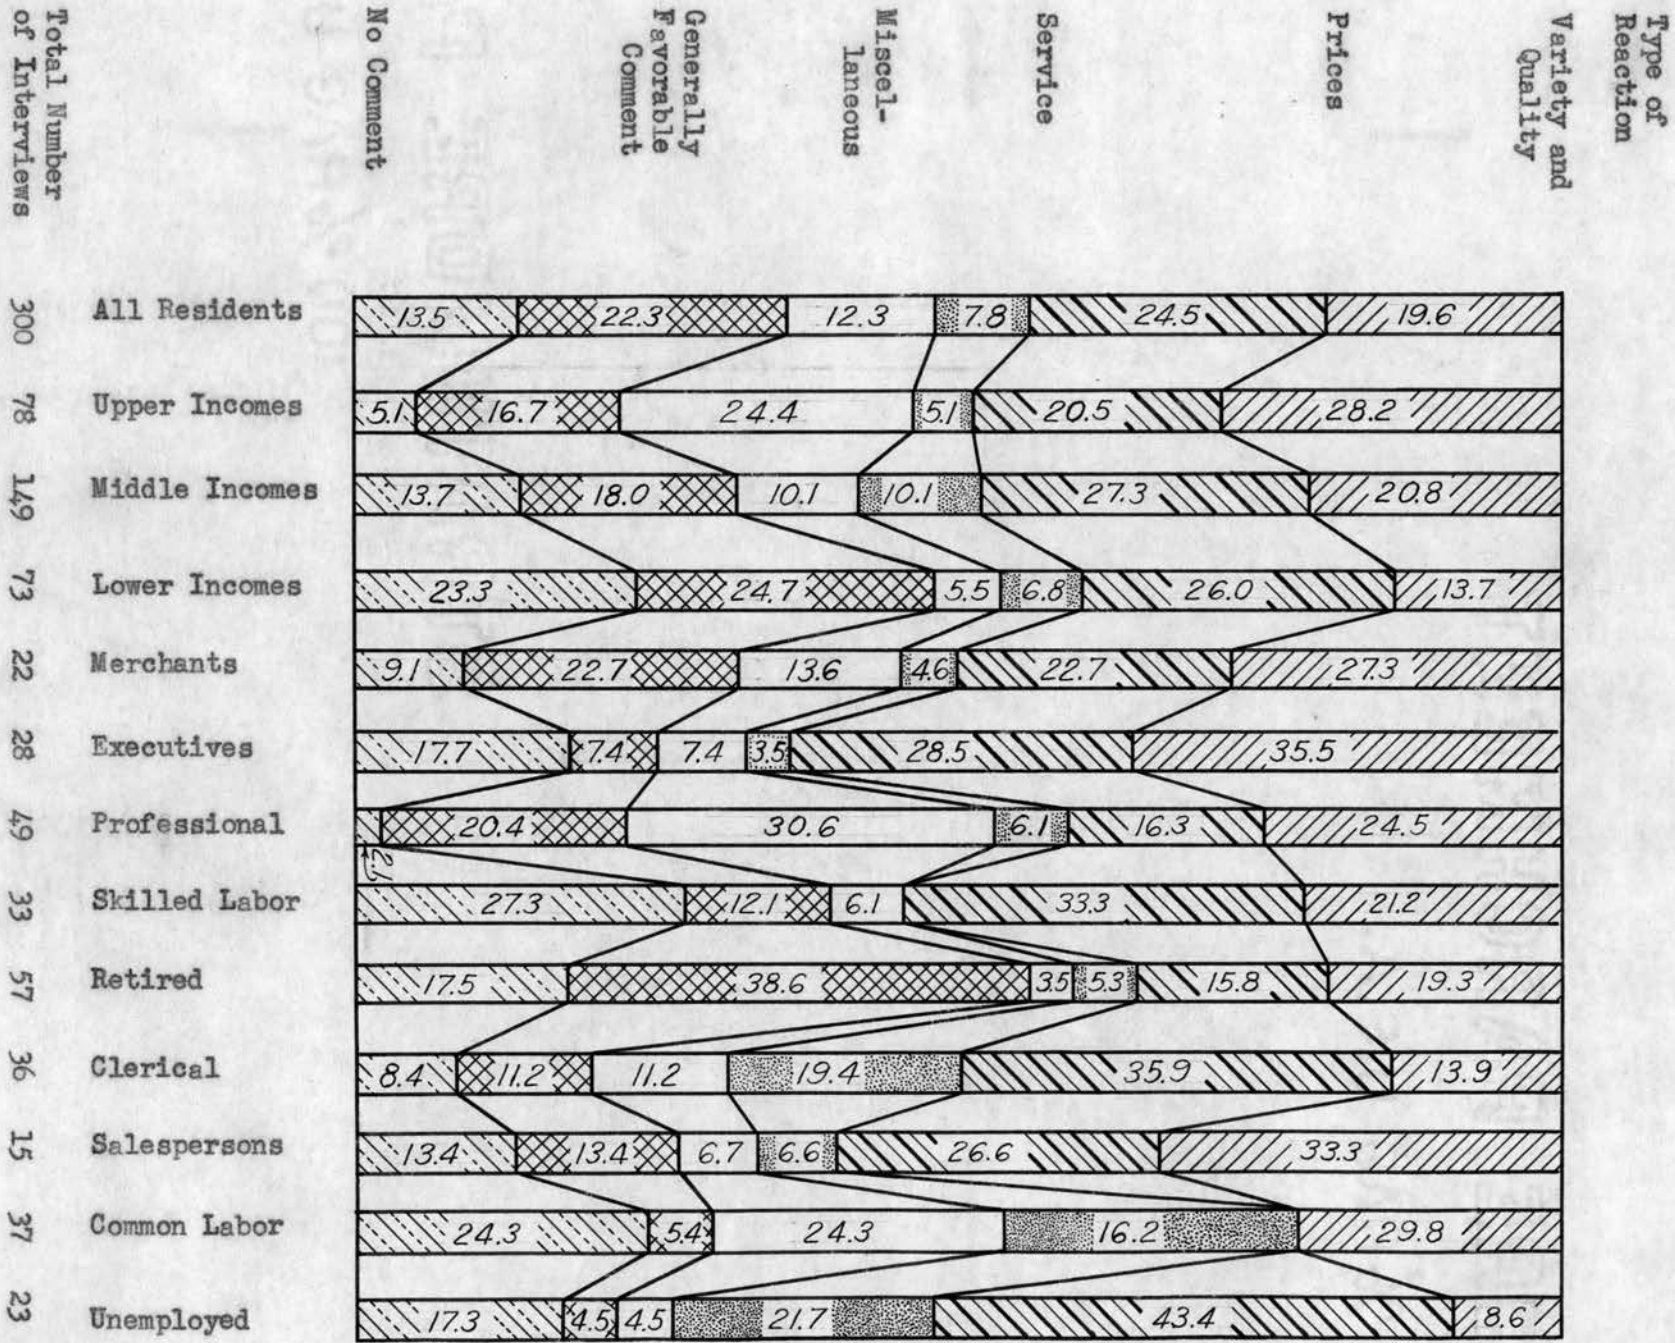 Type of
Reaction
Variety and
Quality
Prices
Service
Miscel-
laneous
Generally
Favorable
Comment
No Comment
Total Number
of Interviews
All Residents
13.5 22.3 12.3 7.8 24.5 19.6
300
Upper Incomes
5.1 16.7 24.4 5.1 20.5 28.2
78
Middle Incomes
13.7 18.0 10.1 10.1 27.3 20.8
149
Lower Incomes
23.3 24.7 5.5 6.8 26.0 13.7
73
Merchants
9.1 22.7 13.6 4.6 22.7 27.3
22
Executives
17.7 7.4 7.4 3.5 28.5 35.5
28
Professional
2.1 20.4 30.6 6.1 16.3 24.5
49
Skilled Labor
27.3 12.1 6.1 33.3 21.2
33
Retired
17.5 38.6 3.5 5.3 15.8 19.3
57
Clerical
8.4 11.2 11.2 19.4 35.9 13.9
36
Salespersons
13.4 13.4 6.7 6.6 26.6 33.3
15
Common Labor
24.3 5.4 24.3 16.2 29.8
37
Unemployed
17.3 4.5 4.5 21.7 43.4 8.6
23